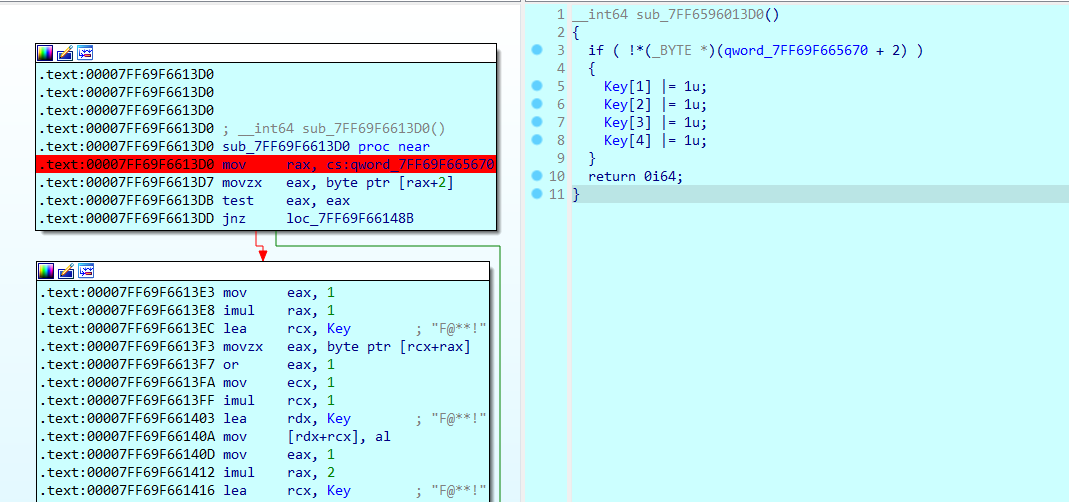 .text:00007FF69F6613D0
.text:00007FF69F6613D0
.text:00007FF69F6613D0
.text:00007FF69F6613D0 ; __int64 sub_7FF69F6613D0()
.text:00007FF69F6613D0 sub_7FF69F6613D0 proc near
.text:00007FF69F6613D0 mov     rax, cs:qword_7FF69F665670
.text:00007FF69F6613D7 movzx   eax, byte ptr [rax+2]
.text:00007FF69F6613DB test    eax, eax
.text:00007FF69F6613DD jnz     loc_7FF69F66148B
.text:00007FF69F6613E3 mov     eax, 1
.text:00007FF69F6613E8 imul    rax, 1
.text:00007FF69F6613EC lea     rcx, Key        ; "F@**!"
.text:00007FF69F6613F3 movzx   eax, byte ptr [rcx+rax]
.text:00007FF69F6613F7 or      eax, 1
.text:00007FF69F6613FA mov     ecx, 1
.text:00007FF69F6613FF imul    rcx, 1
.text:00007FF69F661403 lea     rdx, Key        ; "F@**!"
.text:00007FF69F66140A mov     [rdx+rcx], al
.text:00007FF69F66140D mov     eax, 1
.text:00007FF69F661412 imul    rax, 2
.text:00007FF69F661416 lea     rcx, Key        ; "F@**!"
1 __int64 sub_7FF6596013D0()
2 {
3   if ( !*(_BYTE *)(qword_7FF69F665670 + 2) )
4   {
5     Key[1] |= 1u;
6     Key[2] |= 1u;
7     Key[3] |= 1u;
8     Key[4] |= 1u;
9   }
10   return 0i64;
11 }